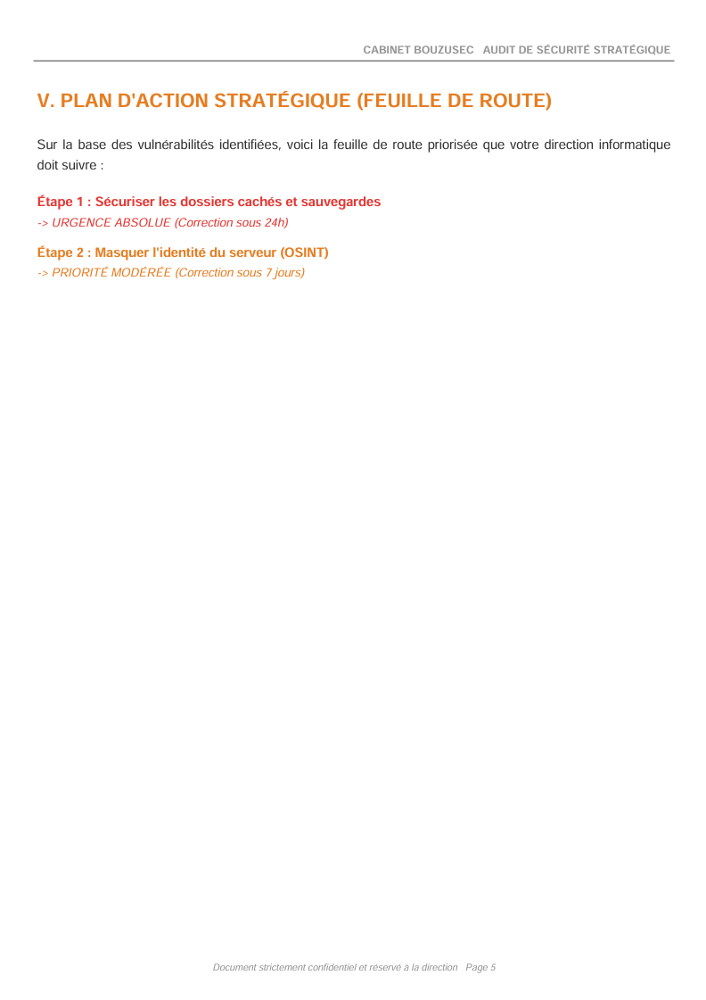 CABINET BOUZUSEC   AUDIT DE SÉCURITÉ STRATÉGIQUE
V. PLAN D'ACTION STRATÉGIQUE (FEUILLE DE ROUTE)
Sur la base des vulnérabilités identifiées, voici la feuille de route priorisée que votre direction informatique
doit suivre :
Étape 1 : Sécuriser les dossiers cachés et sauvegardes
-> URGENCE ABSOLUE (Correction sous 24h)
Étape 2 : Masquer l'identité du serveur (OSINT)
-> PRIORITÉ MODÉRÉE (Correction sous 7 jours)
Document strictement confidentiel et réservé à la direction   Page 5